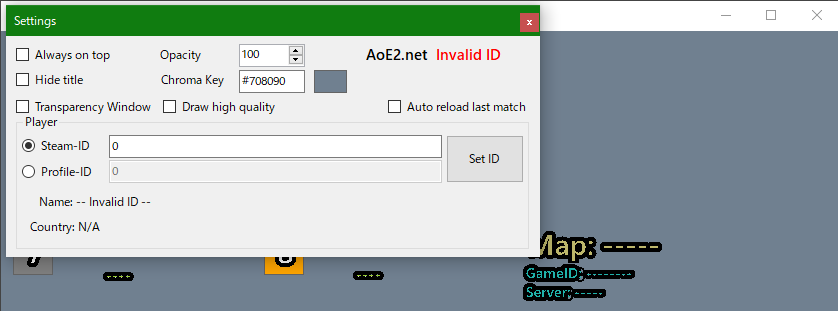 Settings
x
Always on top Opacity 100 AoE2.net Invalid ID
Hide title Chroma Key #708090
Transparency Window Draw high quality Auto reload last match
Player
Steam-ID 0 Set ID
Profile-ID 0
Name: -- Invalid ID --
Country: N/A
Map: -----
---- ---- GameID: --------
Server: -----